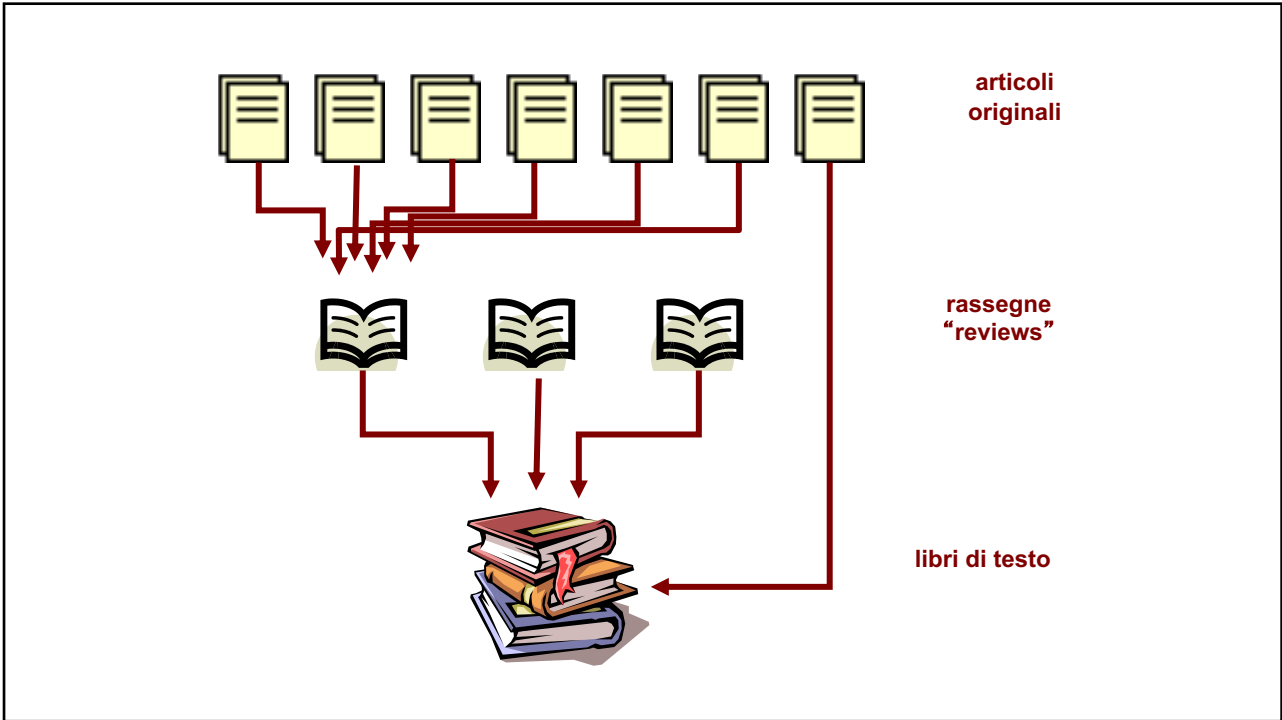 articoli
originali
rassegne
“reviews”
libri di testo